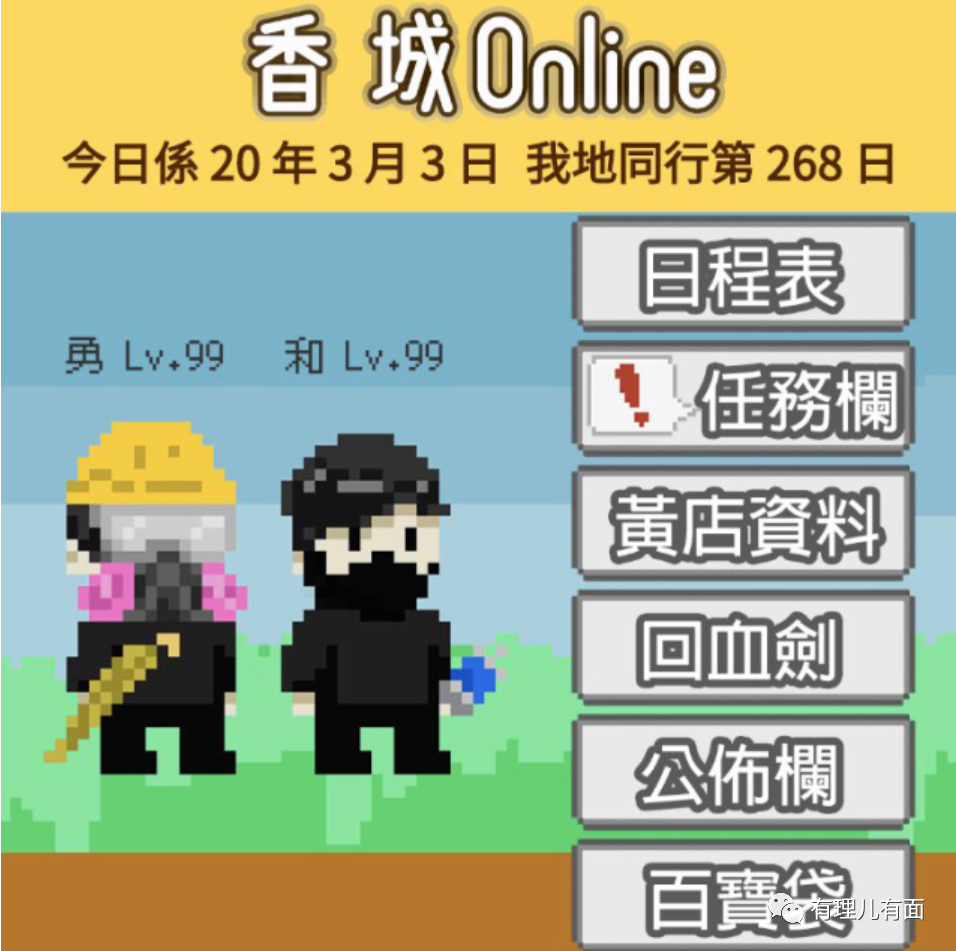 香城Online
今日係 20 年 3 月 3 日 我地同行第 268 日
日程表
勇 Lv.99 和 Lv.99
任務欄
黃店資料
回血劍
公佈欄
百寶袋
有理儿有面